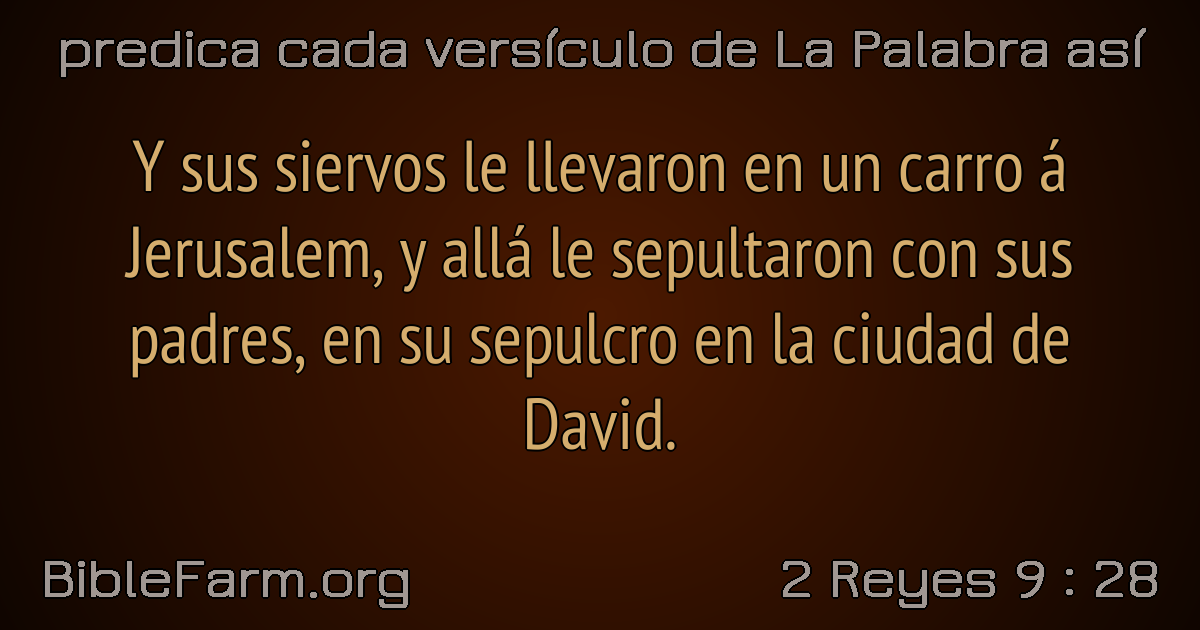 predica cada versículo de La Palabra así
Y sus siervos le llevaron en un carro á
Jerusalem, y allá le sepultaron con sus
padres, en su sepulcro en la ciudad de
David.
BibleFarm.org
2 Reyes 9 : 28